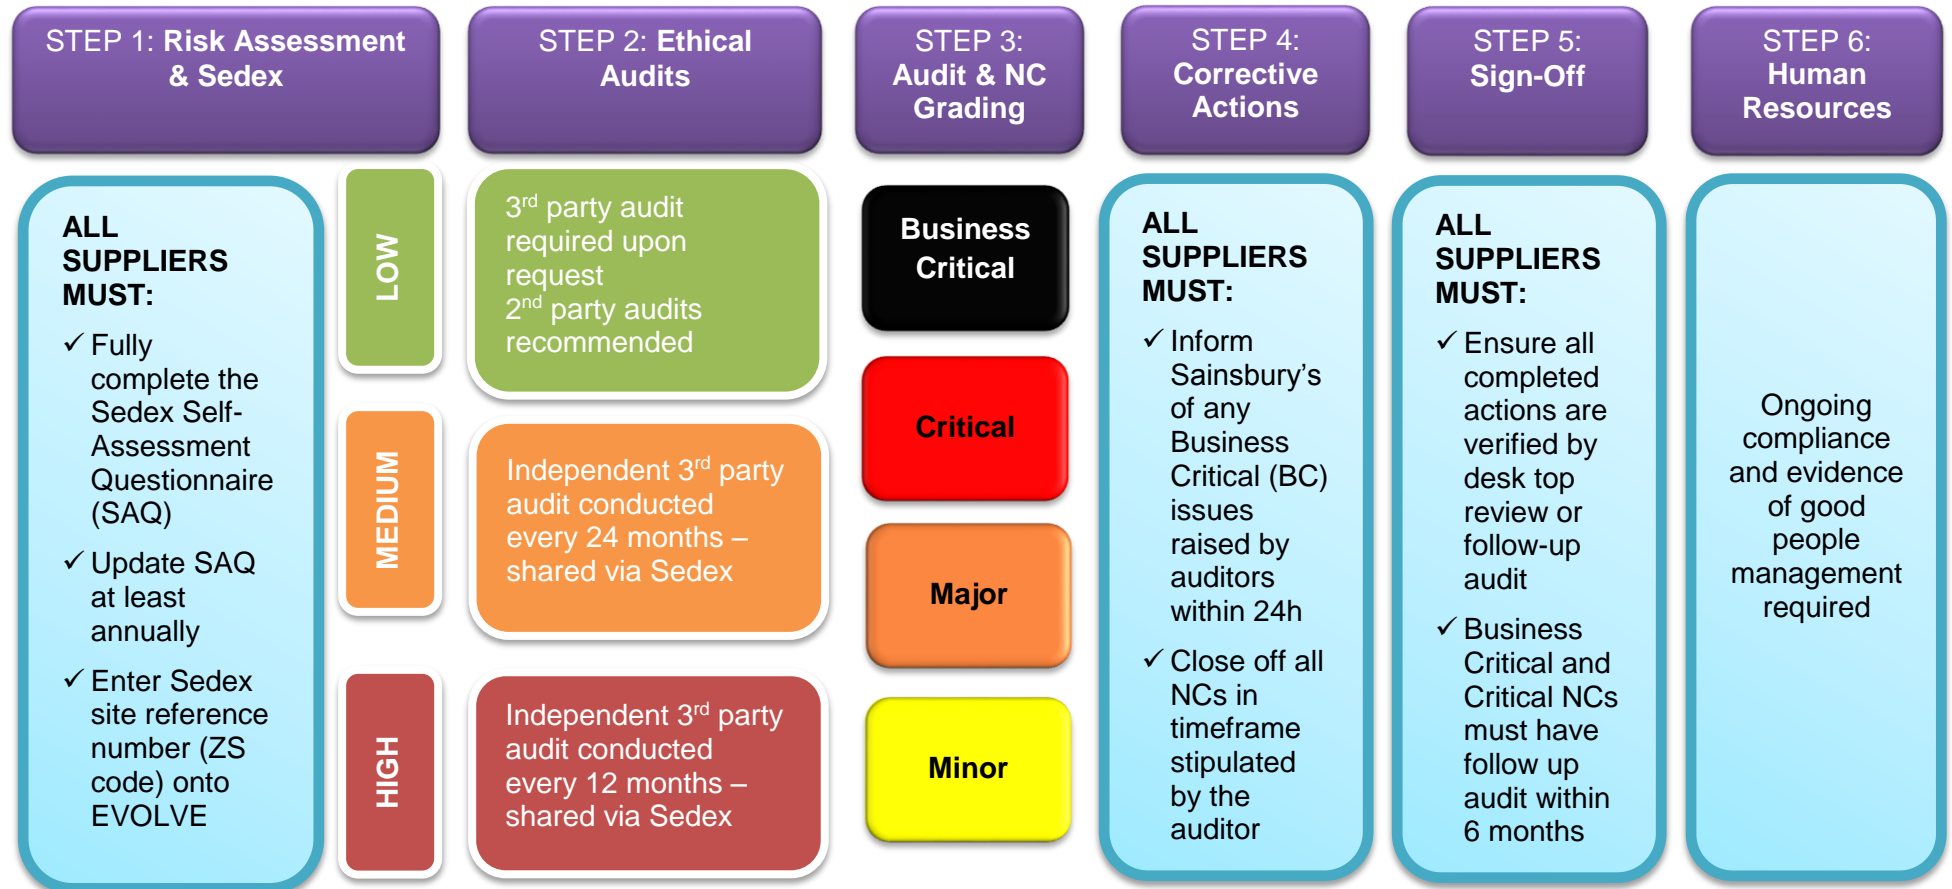 STEP 1: Risk Assessment
& Sedex
ALL
SUPPLIERS
MUST:
✓ Fully
complete the
Sedex Self-
Assessment
Questionnaire
(SAQ)
✓ Update SAQ
at least
annually
✓ Enter Sedex
site reference
number (ZS
code) onto
EVOLVE
LOW
MEDIUM
HIGH
STEP 2: Ethical
Audits
3rd party audit
required upon
request
2nd party audits
recommended
Independent 3rd party
audit conducted
every 24 months –
shared via Sedex
Independent 3rd party
audit conducted
every 12 months –
shared via Sedex
STEP 3:
Audit & NC
Grading
Business
Critical
Critical
Major
Minor
STEP 4:
Corrective
Actions
ALL
SUPPLIERS
MUST:
✓ Inform
Sainsbury's
of any
Business
Critical (BC)
issues
raised by
auditors
within 24h
✓ Close off all
NCs in
timeframe
stipulated
by the
auditor
STEP 5:
Sign-Off
ALL
SUPPLIERS
MUST:
✓ Ensure all
completed
actions are
verified by
desk top
review or
follow-up
audit
✓ Business
Critical and
Critical NCs
must have
follow up
audit within
6 months
STEP 6:
Human
Resources
Ongoing
compliance
and evidence
of good
people
management
required